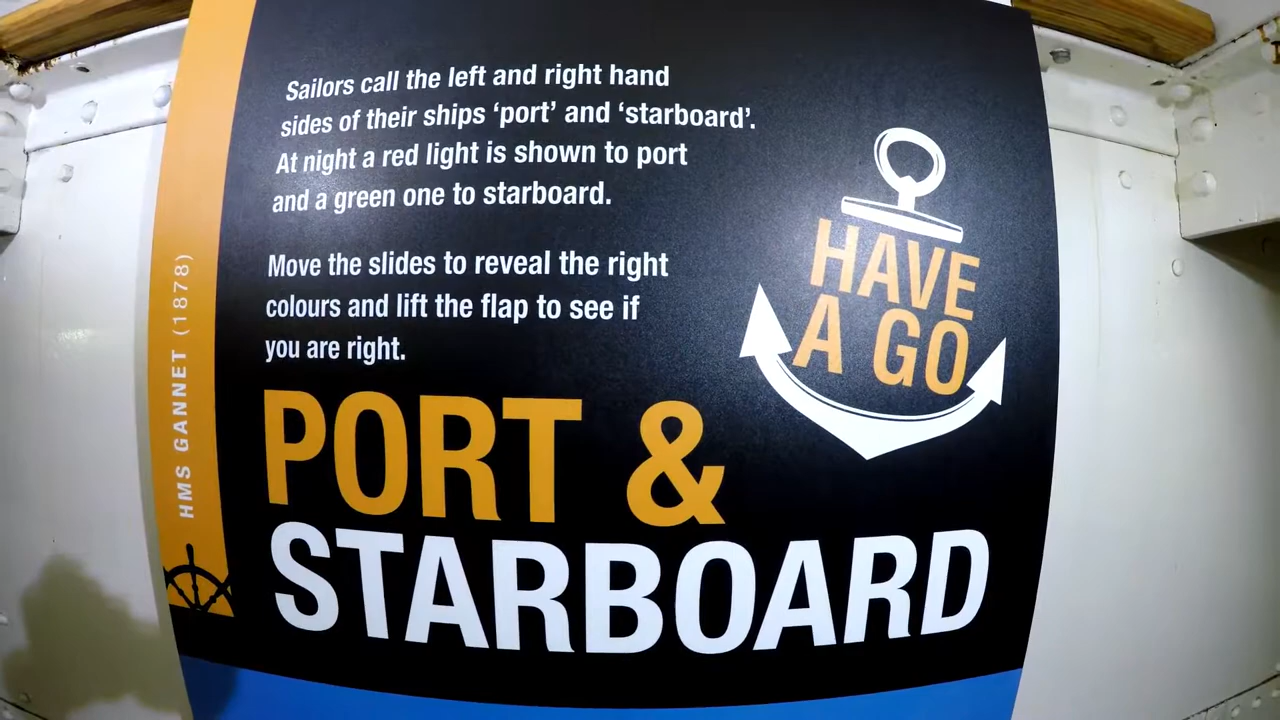 Sailors call the left and right hand
sides of their ships ‘port’ and ‘starboard’.
At night a red light is shown to port
and a green one to starboard.
Move the slides to reveal the right
colours and lift the flap to see if
you are right.
HAVE
A GO
PORT &
STARBOARD
HMS GANNET (1878)